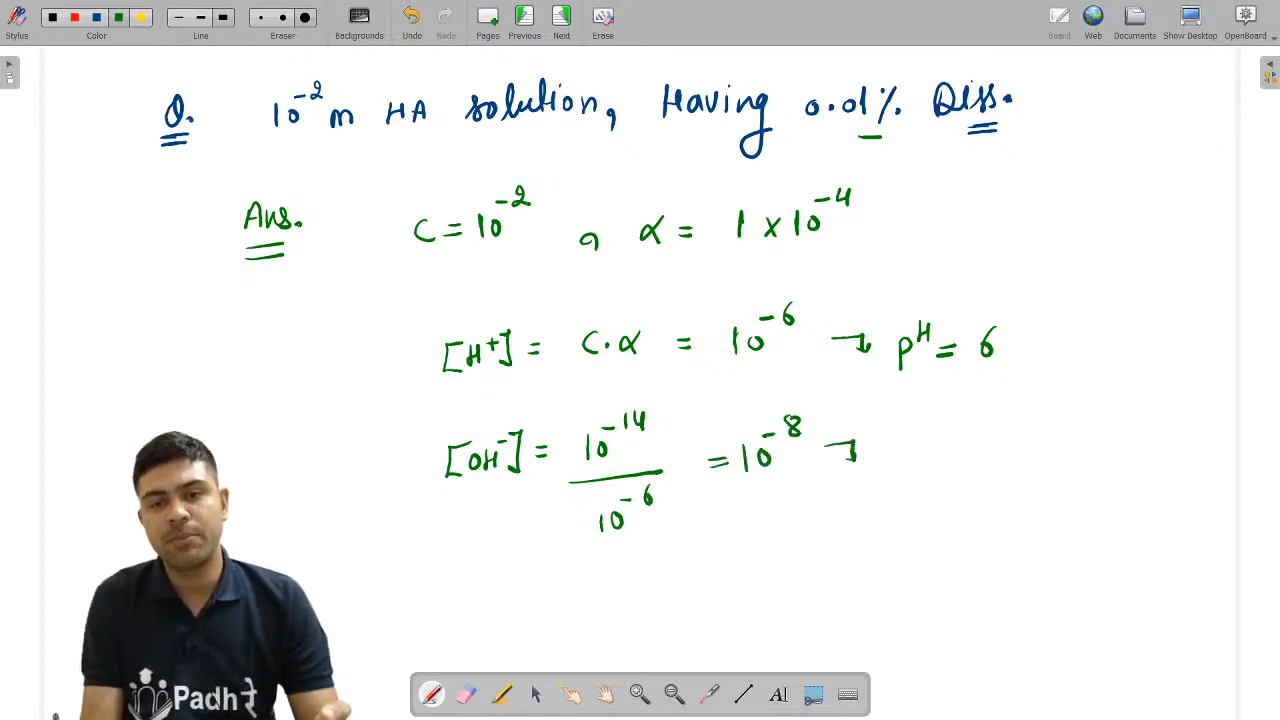 Stylus Color Line Eraser Backgrounds Undo Redo Pages Previous Next Erase Board Web Documents Show Desktop OpenBoard
Q. 10⁻² m HA solution, Having 0.01% Diss.
Ans. C = 10⁻² , α = 1 × 10⁻⁴
[H⁺] = C·α = 10⁻⁶ → pH = 6
[OH⁻] = 10⁻¹⁴ / 10⁻⁶ = 10⁻⁸ →
Padhरे
AI